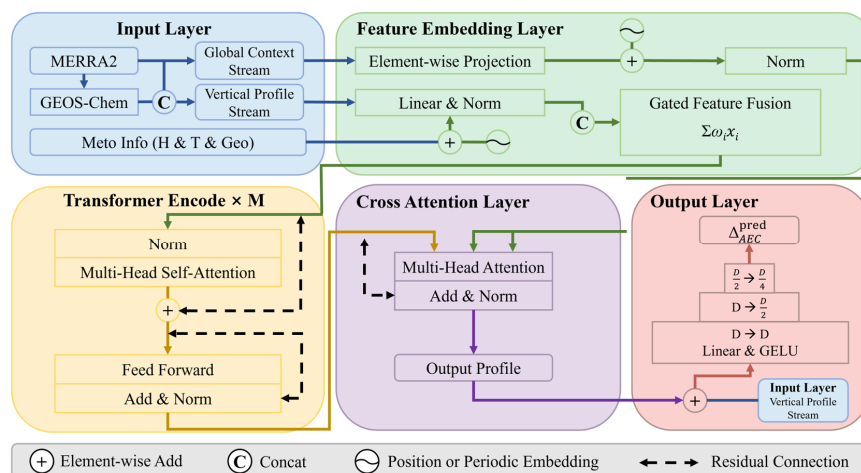 Input Layer
MERRA2
GEOS-Chem
C
Global Context
Stream
Vertical Profile
Stream
Meto Info (H & T & Geo)
Feature Embedding Layer
Element-wise Projection
+
Norm
Linear & Norm
C
Gated Feature Fusion
Σωᵢxᵢ
+
Transformer Encode × M
Norm
Multi-Head Self-Attention
+
Feed Forward
Add & Norm
Cross Attention Layer
Multi-Head Attention
Add & Norm
Output Profile
Output Layer
Δ_AEC^pred
D/2 → D/4
D → D/2
D → D
Linear & GELU
+
Input Layer
Vertical Profile
Stream
+ Element-wise Add
C Concat
Position or Periodic Embedding
Residual Connection